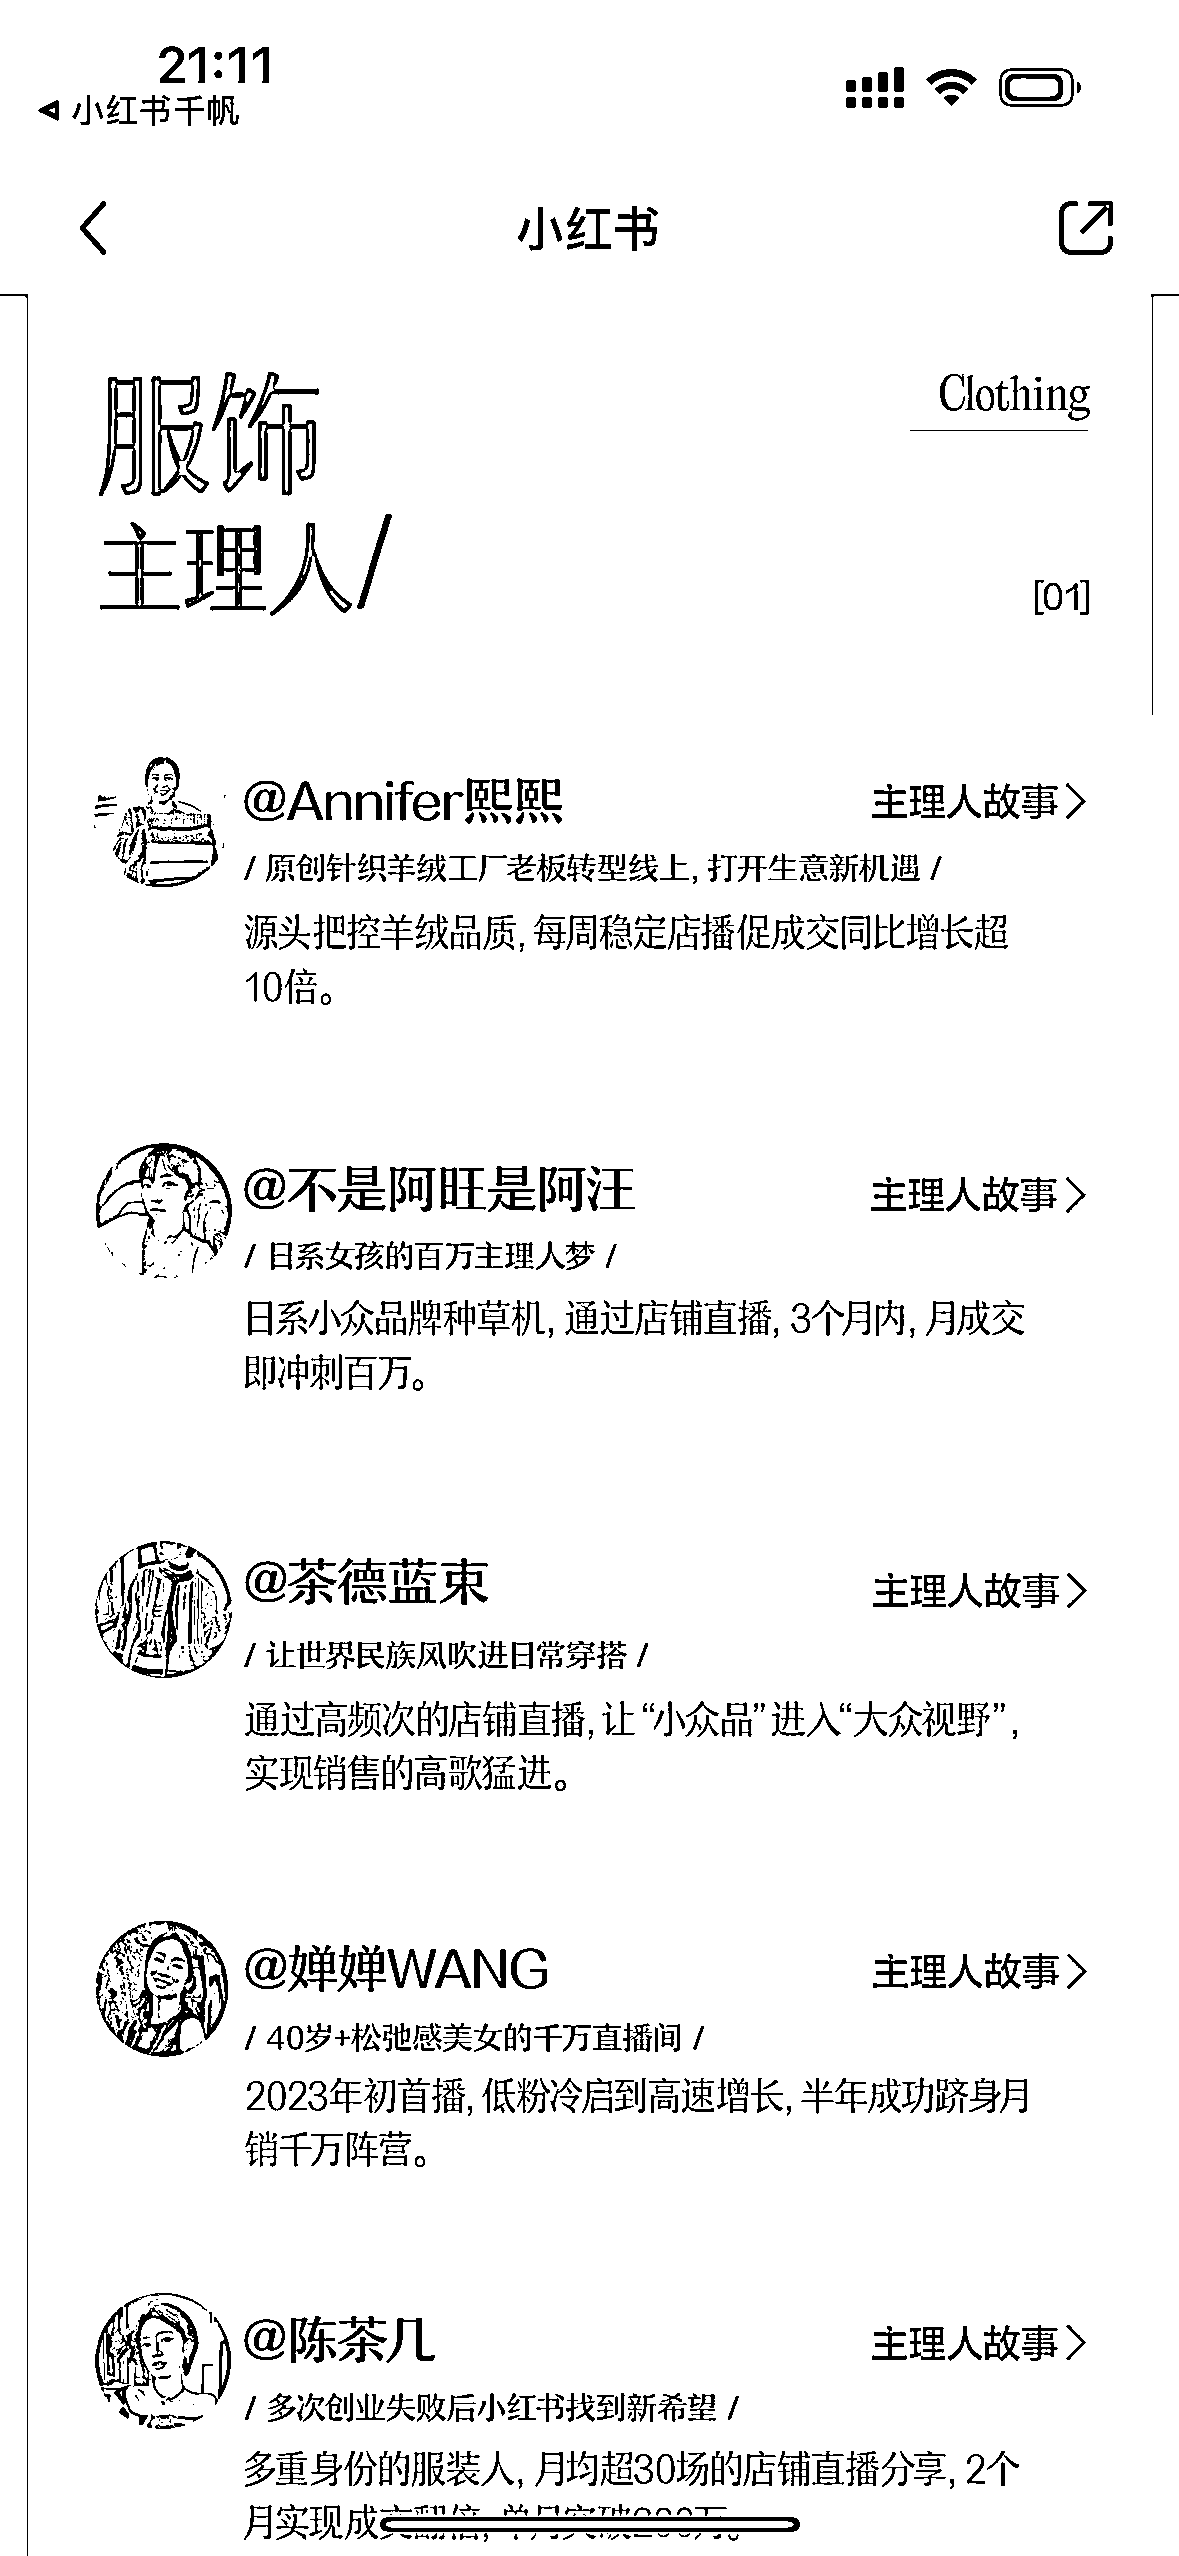 21:11
小红书千帆
小红书
服饰
Clothing
主理人/
[01]
@Annifer熙熙
主理人故事
/ 原创针织羊绒工厂老板转型线上, 打开生意新机遇 /
源头把控羊绒品质, 每周稳定店播促成交同比增长超
10倍。
@不是阿旺是阿汪
主理人故事
/ 日系女孩的百万主理人梦 /
日系小众品牌种草机, 通过店铺直播, 3个月内, 月成交
即冲刺百万。
@茶德蓝束
主理人故事
/ 让世界民族风吹进日常穿搭 /
通过高频次的店铺直播, 让“小众品”进入“大众视野”,
实现销售的高歌猛进。
@婵婵WANG
主理人故事
/ 40岁+松弛感美女的千万直播间 /
2023年初首播, 低粉冷启到高速增长, 半年成功跻身月
销千万阵营。
@陈茶几
主理人故事
/ 多次创业失败后小红书找到新希望 /
多重身份的服装人, 月均超30场的店铺直播分享, 2个
月实现成交翻倍, 单月突破